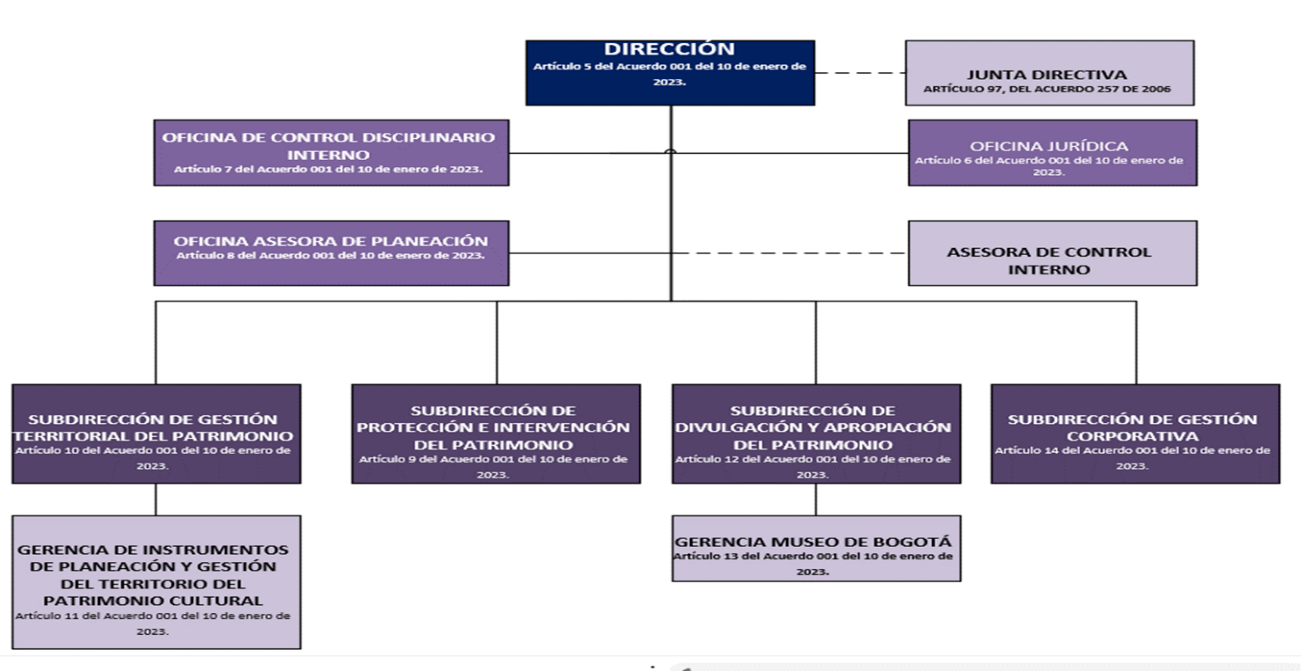 DIRECCIÓN
Artículo 5 del Acuerdo 001 del 10 de enero de
2023.
JUNTA DIRECTIVA
ARTÍCULO 97, DEL ACUERDO 257 DE 2006
OFICINA DE CONTROL DISCIPLINARIO
INTERNO
Artículo 7 del Acuerdo 001 del 10 de enero de 2023.
OFICINA JURÍDICA
Artículo 6 del Acuerdo 001 del 10 de enero de
2023.
OFICINA ASESORA DE PLANEACIÓN
Artículo 8 del Acuerdo 001 del 10 de enero de 2023.
ASESORA DE CONTROL
INTERNO
SUBDIRECCIÓN DE GESTIÓN
TERRITORIAL DEL PATRIMONIO
Artículo 10 del Acuerdo 001 del 10 de enero de
2023.
SUBDIRECCIÓN DE
PROTECCIÓN E INTERVENCIÓN
DEL PATRIMONIO
Artículo 9 del Acuerdo 001 del 10 de enero de
2023.
SUBDIRECCIÓN DE
DIVULGACIÓN Y APROPIACIÓN
DEL PATRIMONIO
Artículo 12 del Acuerdo 001 del 10 de enero de
2023.
SUBDIRECCIÓN DE GESTIÓN
CORPORATIVA
Artículo 14 del Acuerdo 001 del 10 de enero de
2023.
GERENCIA DE INSTRUMENTOS
DE PLANEACIÓN Y GESTIÓN
DEL TERRITORIO DEL
PATRIMONIO CULTURAL
Artículo 11 del Acuerdo 001 del 10 de enero de
2023.
GERENCIA MUSEO DE BOGOTÁ
Artículo 13 del Acuerdo 001 del 10 de enero de
2023.